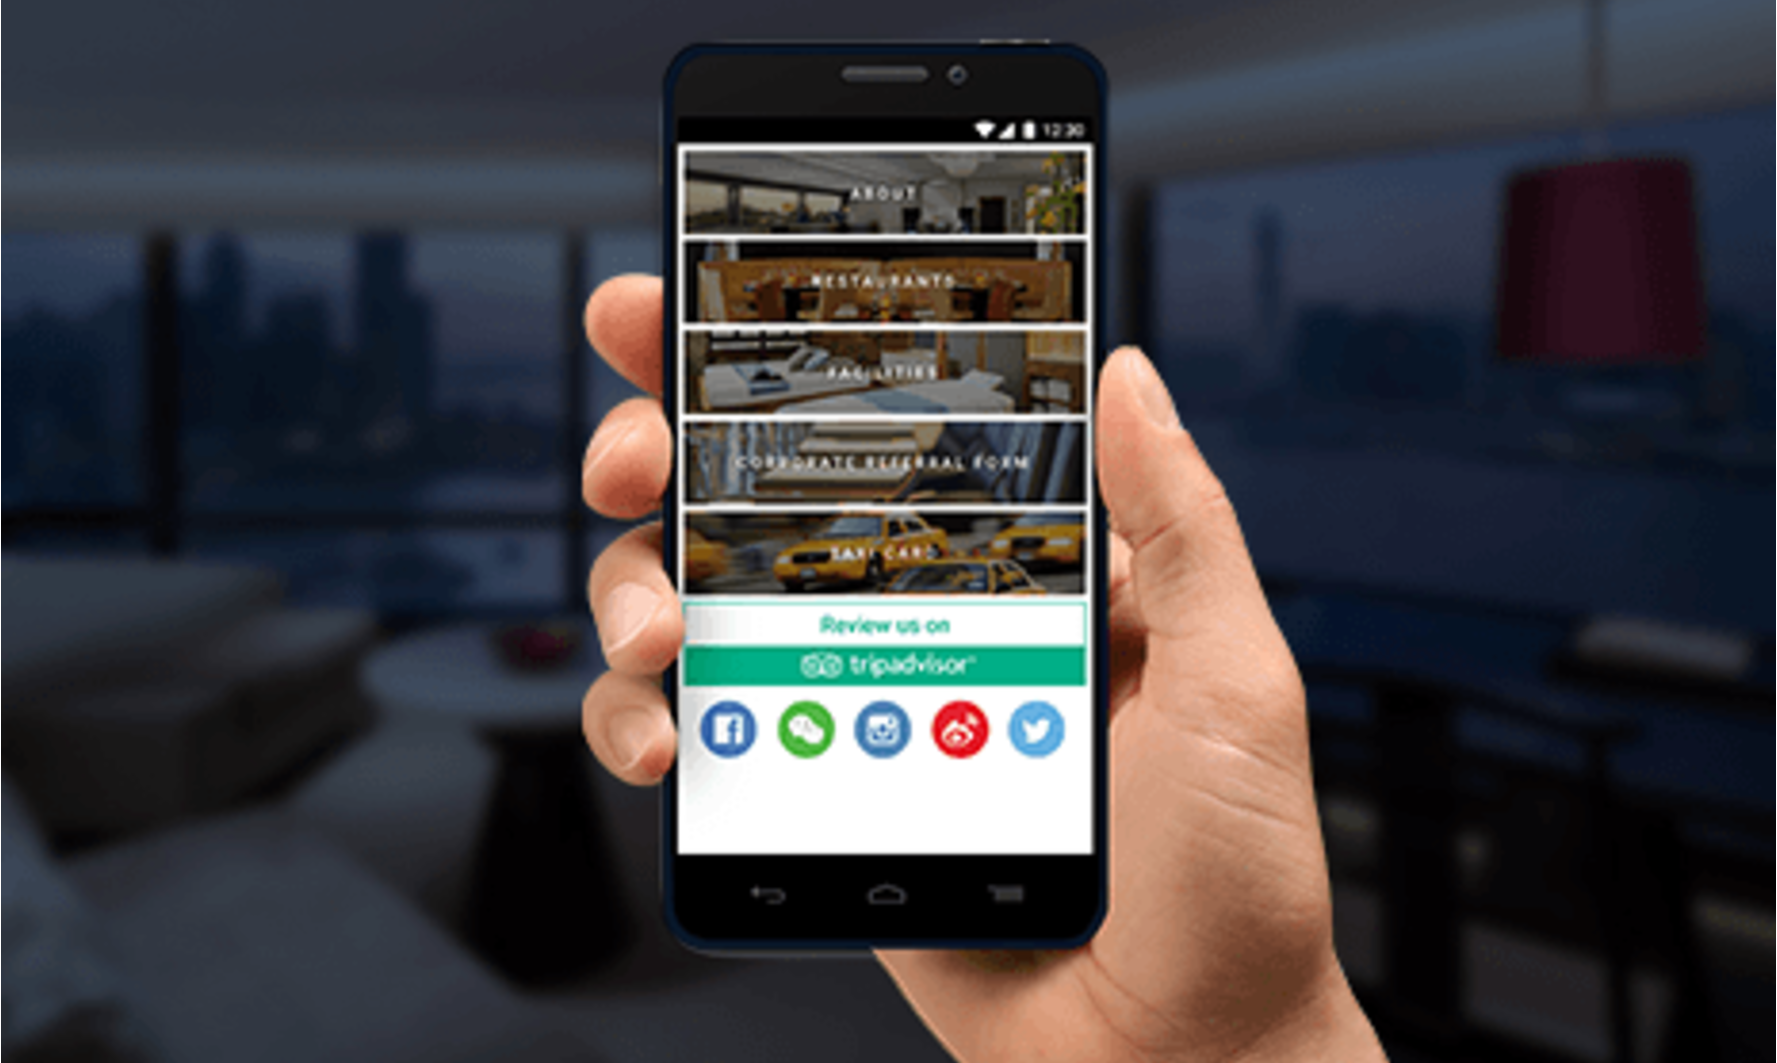 12:30
ABOUT
RESTAURANTS
FACILITIES
CORPORATE REFERRAL FORM
TAXI CARD
Review us on
tripadvisor